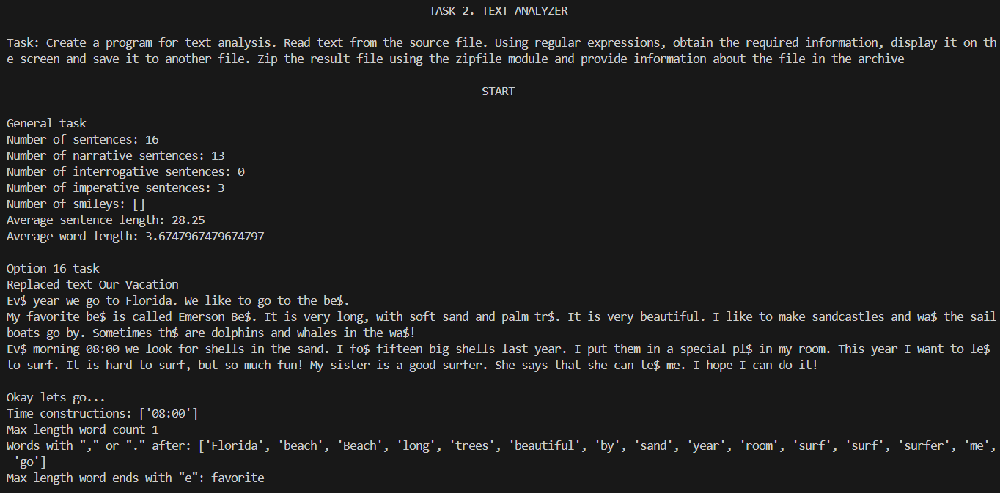 =============================================================== TASK 2. TEXT ANALYZER ================================================================
Task: Create a program for text analysis. Read text from the source file. Using regular expressions, obtain the required information, display it on th
e screen and save it to another file. Zip the result file using the zipfile module and provide information about the file in the archive
----------------------------------------------------------------------- START ------------------------------------------------------------------------
General task
Number of sentences: 16
Number of narrative sentences: 13
Number of interrogative sentences: 0
Number of imperative sentences: 3
Number of smileys: []
Average sentence length: 28.25
Average word length: 3.6747967479674797
Option 16 task
Replaced text Our Vacation
Ev$ year we go to Florida. We like to go to the be$.
My favorite be$ is called Emerson Be$. It is very long, with soft sand and palm tr$. It is very beautiful. I like to make sandcastles and wa$ the sail
boats go by. Sometimes th$ are dolphins and whales in the wa$!
Ev$ morning 08:00 we look for shells in the sand. I fo$ fifteen big shells last year. I put them in a special pl$ in my room. This year I want to le$
to surf. It is hard to surf, but so much fun! My sister is a good surfer. She says that she can te$ me. I hope I can do it!
Okay lets go...
Time constructions: ['08:00']
Max length word count 1
Words with "," or "." after: ['Florida', 'beach', 'Beach', 'long', 'trees', 'beautiful', 'by', 'sand', 'year', 'room', 'surf', 'surf', 'surfer', 'me',
'go']
Max length word ends with "e": favorite